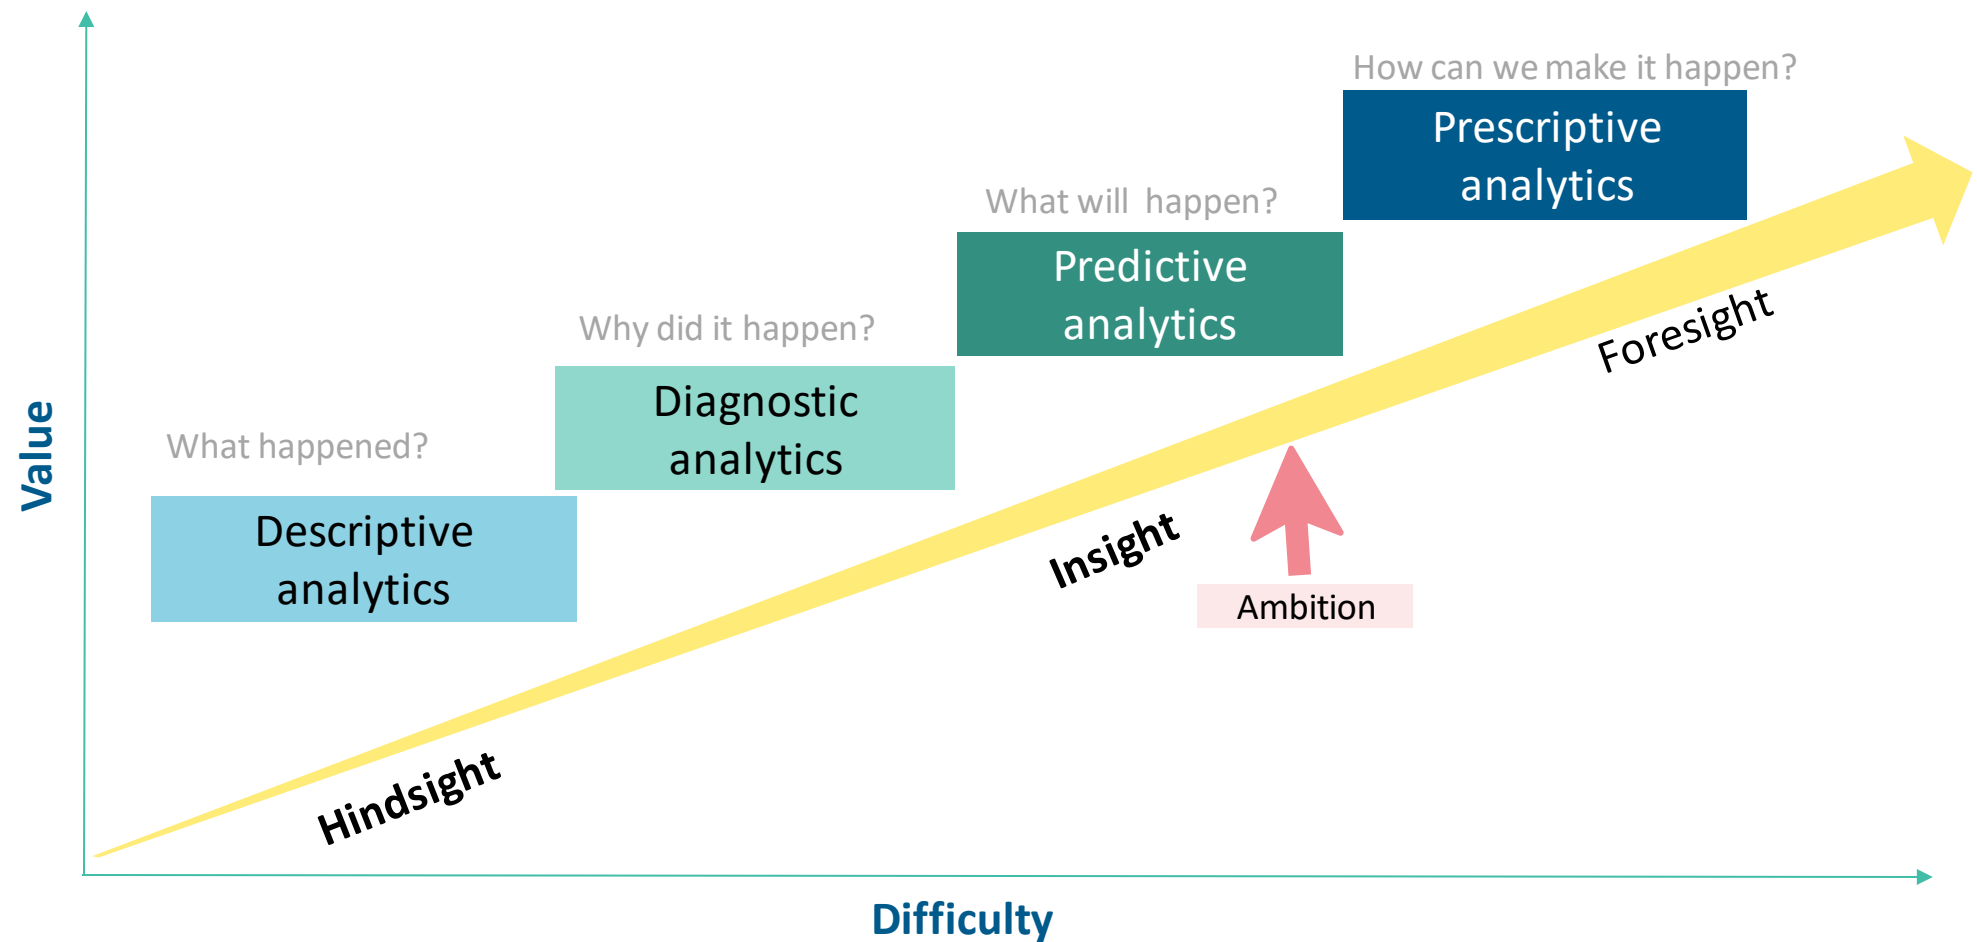 How can we make it happen?
Prescriptive
analytics
What will  happen?
Predictive
analytics
Why did it happen?
Diagnostic
analytics
What happened?
Descriptive
analytics
Value
Hindsight
Insight
Foresight
Ambition
Difficulty